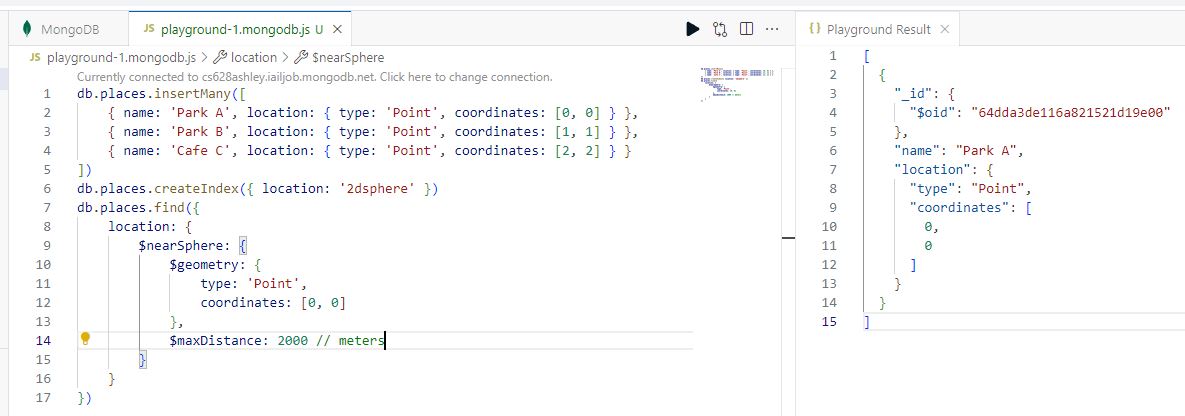 MongoDB
JS playground-1.mongodb.js U ×
JS playground-1.mongodb.js > location > $nearSphere
Currently connected to cs628ashley.iailjob.mongodb.net. Click here to change connection.
1 db.places.insertMany([
2 { name: 'Park A', location: { type: 'Point', coordinates: [0, 0] } },
3 { name: 'Park B', location: { type: 'Point', coordinates: [1, 1] } },
4 { name: 'Cafe C', location: { type: 'Point', coordinates: [2, 2] } }
5 ])
6 db.places.createIndex({ location: '2dsphere' })
7 db.places.find({
8 location: {
9 $nearSphere: {
10 $geometry: {
11 type: 'Point',
12 coordinates: [0, 0]
13 },
14 $maxDistance: 2000 // meters
15 }
16 }
17 })
{} Playground Result ×
1 [
2 {
3 "_id": {
4 "$oid": "64dda3de116a821521d19e00"
5 },
6 "name": "Park A",
7 "location": {
8 "type": "Point",
9 "coordinates": [
10 0,
11 0
12 ]
13 }
14 }
15 ]